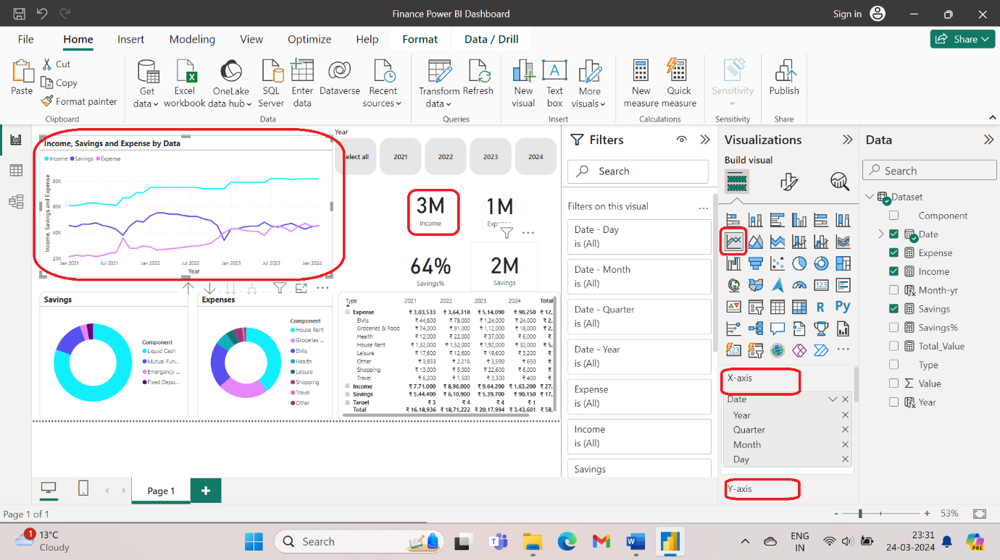 Finance Power BI Dashboard
Sign in
File Home Insert Modeling View Optimize Help Format Data / Drill
Share
Paste
Cut
Copy
Format painter
Clipboard
Get data
Excel workbook
OneLake data hub
SQL Server
Enter data
Dataverse
Recent sources
Data
Transform data
Refresh
Queries
New visual
Text box
More visuals
Insert
New measure
Quick measure
Calculations
Sensitivity
Sensitivity
Publish
Share
Income, Savings and Expense by Data
Income Savings Expense
Income, Savings and Expense
80K
60K
40K
20K
Jan 2021 Jul 2021 Jan 2022 Jul 2022 Jan 2023 Jul 2023 Jan 2024
Year
Year
elect all 2021 2022 2023 2024
3M
Income
1M
Expe
64%
Savings%
2M
Savings
Savings
Component
Liquid Cash
Mutual Fun...
Emergency ...
Fixed Depo...
Expenses
Component
House Rent
Groceries ...
EMIs
Health
Leisure
Shopping
Travel
Other
Type 2021 2022 2023 2024 Total
Expense ₹ 3,03,533 ₹ 3,64,318 ₹ 5,14,090 ₹ 90,250 ₹ 12,
EMIs ₹ 44,800 ₹ 78,000 ₹ 1,24,000 ₹ 24,000 ₹ 2,
Groceries & Food ₹ 74,000 ₹ 91,000 ₹ 1,12,000 ₹ 18,000 ₹ 2,
Health ₹ 12,000 ₹ 22,000 ₹ 37,000 ₹ 6,000 ₹
House Rent ₹ 1,32,000 ₹ 1,52,000 ₹ 1,92,000 ₹ 32,000 ₹ 5,
Leisure ₹ 17,600 ₹ 12,600 ₹ 19,600 ₹ 3,200 ₹
Other ₹ 3,933 ₹ 2,218 ₹ 3,590 ₹ 650 ₹
Shopping ₹ 13,000 ₹ 5,000 ₹ 22,600 ₹ 6,000 ₹
Travel ₹ 6,200 ₹ 1,500 ₹ 3,300 ₹ 400 ₹
Income ₹ 7,71,000 ₹ 8,96,000 ₹ 9,64,200 ₹ 1,63,200 ₹ 27,
Savings ₹ 5,44,400 ₹ 6,10,900 ₹ 5,39,700 ₹ 90,150 ₹ 17,
Target ₹ 3 ₹ 4 ₹ 4 ₹ 1
Total ₹ 16,18,936 ₹ 18,71,222 ₹ 20,17,994 ₹ 3,43,601 ₹ 58,
Filters
Search
Filters on this visual
Date - Day
is (All)
Date - Month
is (All)
Date - Quarter
is (All)
Date - Year
is (All)
Expense
is (All)
Income
is (All)
Savings
Visualizations
Build visual
123
R Py
123
X-axis
Date
Year
Quarter
Month
Day
Y-axis
Data
Search
Dataset
Component
Date
Expense
Income
Month-yr
Savings
Savings%
Total_Value
Type
Value
Year
Page 1
Page 1 of 1
- + 53%
1
13°C
Cloudy
Search
ENG
IN
23:31
24-03-2024
PRE